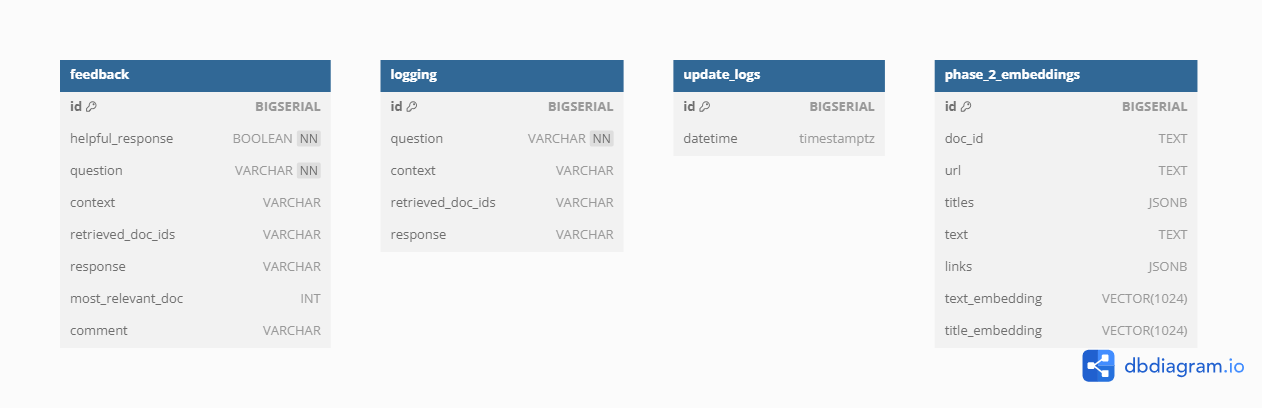 feedback
id BIGSERIAL
helpful_response BOOLEAN NN
question VARCHAR NN
context VARCHAR
retrieved_doc_ids VARCHAR
response VARCHAR
most_relevant_doc INT
comment VARCHAR
logging
id BIGSERIAL
question VARCHAR NN
context VARCHAR
retrieved_doc_ids VARCHAR
response VARCHAR
update_logs
id BIGSERIAL
datetime timestamptz
phase_2_embeddings
id BIGSERIAL
doc_id TEXT
url TEXT
titles JSONB
text TEXT
links JSONB
text_embedding VECTOR(1024)
title_embedding VECTOR(1024)
dbdiagram.io